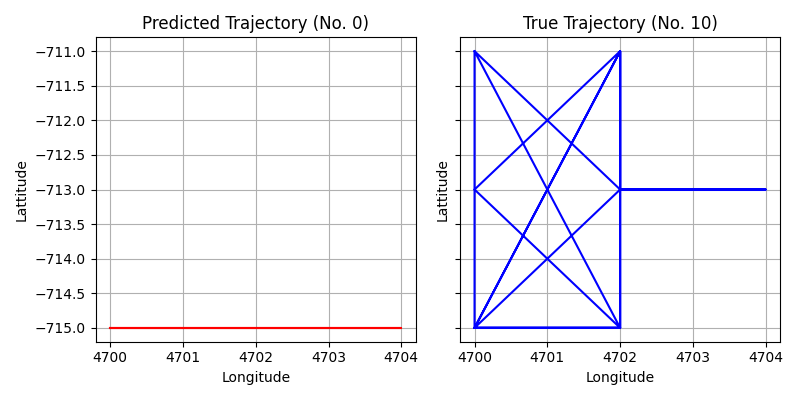 Predicted Trajectory (No. 0)
True Trajectory (No. 10)
Lattitude
−711.0
−711.5
−712.0
−712.5
−713.0
−713.5
−714.0
−714.5
−715.0
4700 4701 4702 4703 4704
Longitude
Lattitude
4700 4701 4702 4703 4704
Longitude